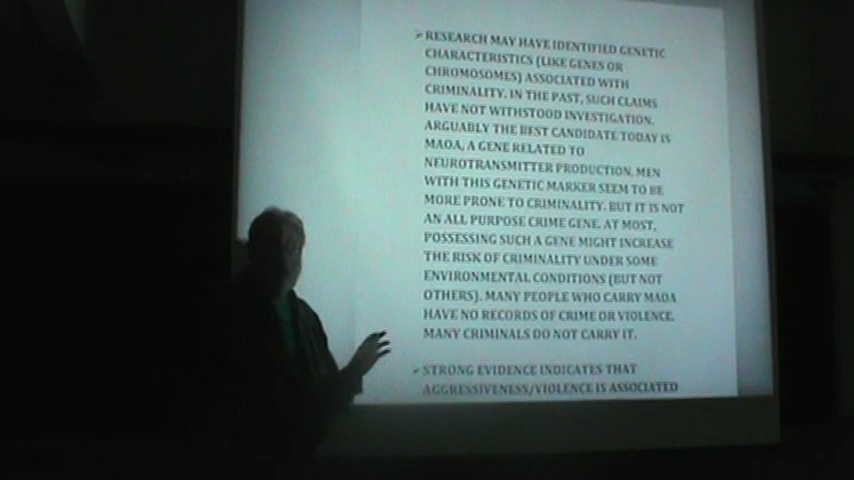 ➢RESEARCH MAY HAVE IDENTIFIED GENETIC
CHARACTERISTICS (LIKE GENES OR
CHROMOSOMES) ASSOCIATED WITH
CRIMINALITY. IN THE PAST, SUCH CLAIMS
HAVE NOT WITHSTOOD INVESTIGATION.
ARGUABLY THE BEST CANDIDATE TODAY IS
MAOA, A GENE RELATED TO
NEUROTRANSMITTER PRODUCTION. MEN
WITH THIS GENETIC MARKER SEEM TO BE
MORE PRONE TO CRIMINALITY. BUT IT IS NOT
AN ALL PURPOSE CRIME GENE. AT MOST,
POSSESSING SUCH A GENE MIGHT INCREASE
THE RISK OF CRIMINALITY UNDER SOME
ENVIRONMENTAL CONDITIONS (BUT NOT
OTHERS). MANY PEOPLE WHO CARRY MAOA
HAVE NO RECORDS OF CRIME OR VIOLENCE.
MANY CRIMINALS DO NOT CARRY IT.
➢STRONG EVIDENCE INDICATES THAT
AGGRESSIVENESS/VIOLENCE IS ASSOCIATED